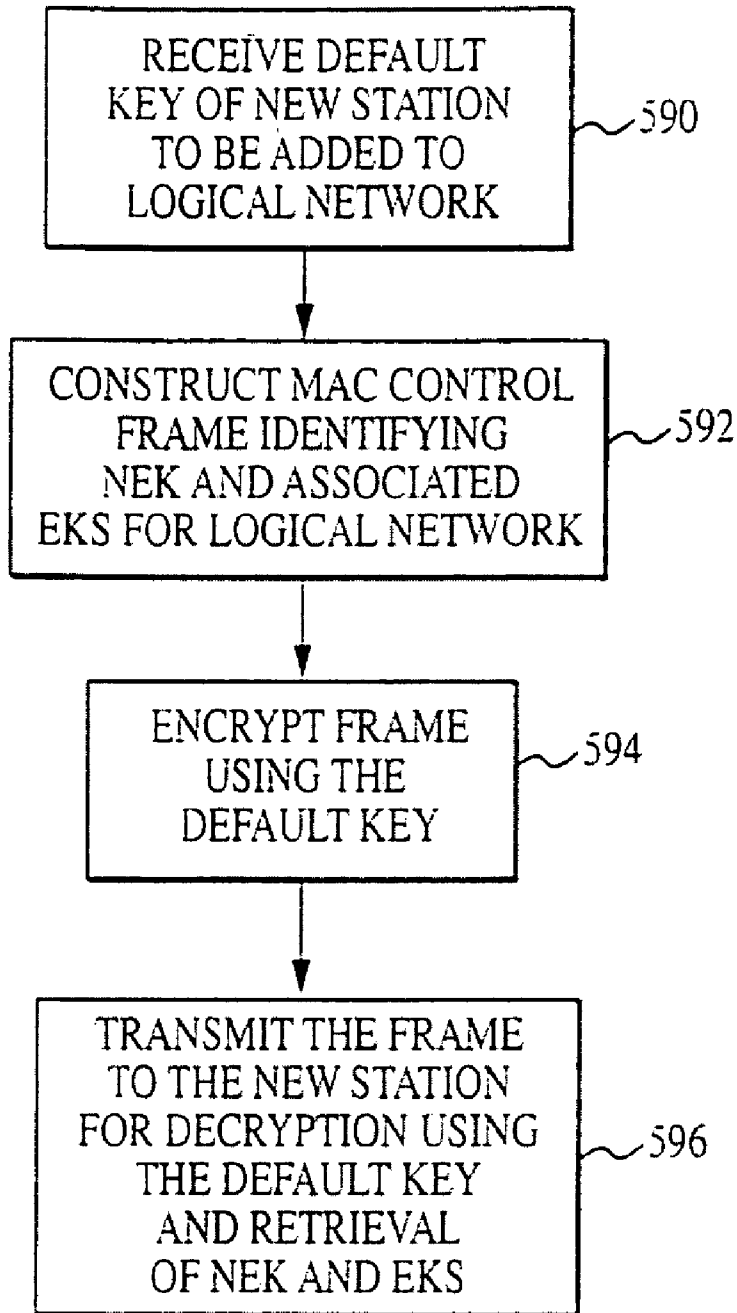 RECEIVE DEFAULT
KEY OF NEW STATION
TO BE ADDED TO
LOGICAL NETWORK
590
CONSTRUCT MAC CONTROL
FRAME IDENTIFYING
NEK AND ASSOCIATED
EKS FOR LOGICAL NETWORK
592
ENCRYPT FRAME
USING THE
DEFAULT KEY
594
TRANSMIT THE FRAME
TO THE NEW STATION
FOR DECRYPTION USING
THE DEFAULT KEY
AND RETRIEVAL
OF NEK AND EKS
596